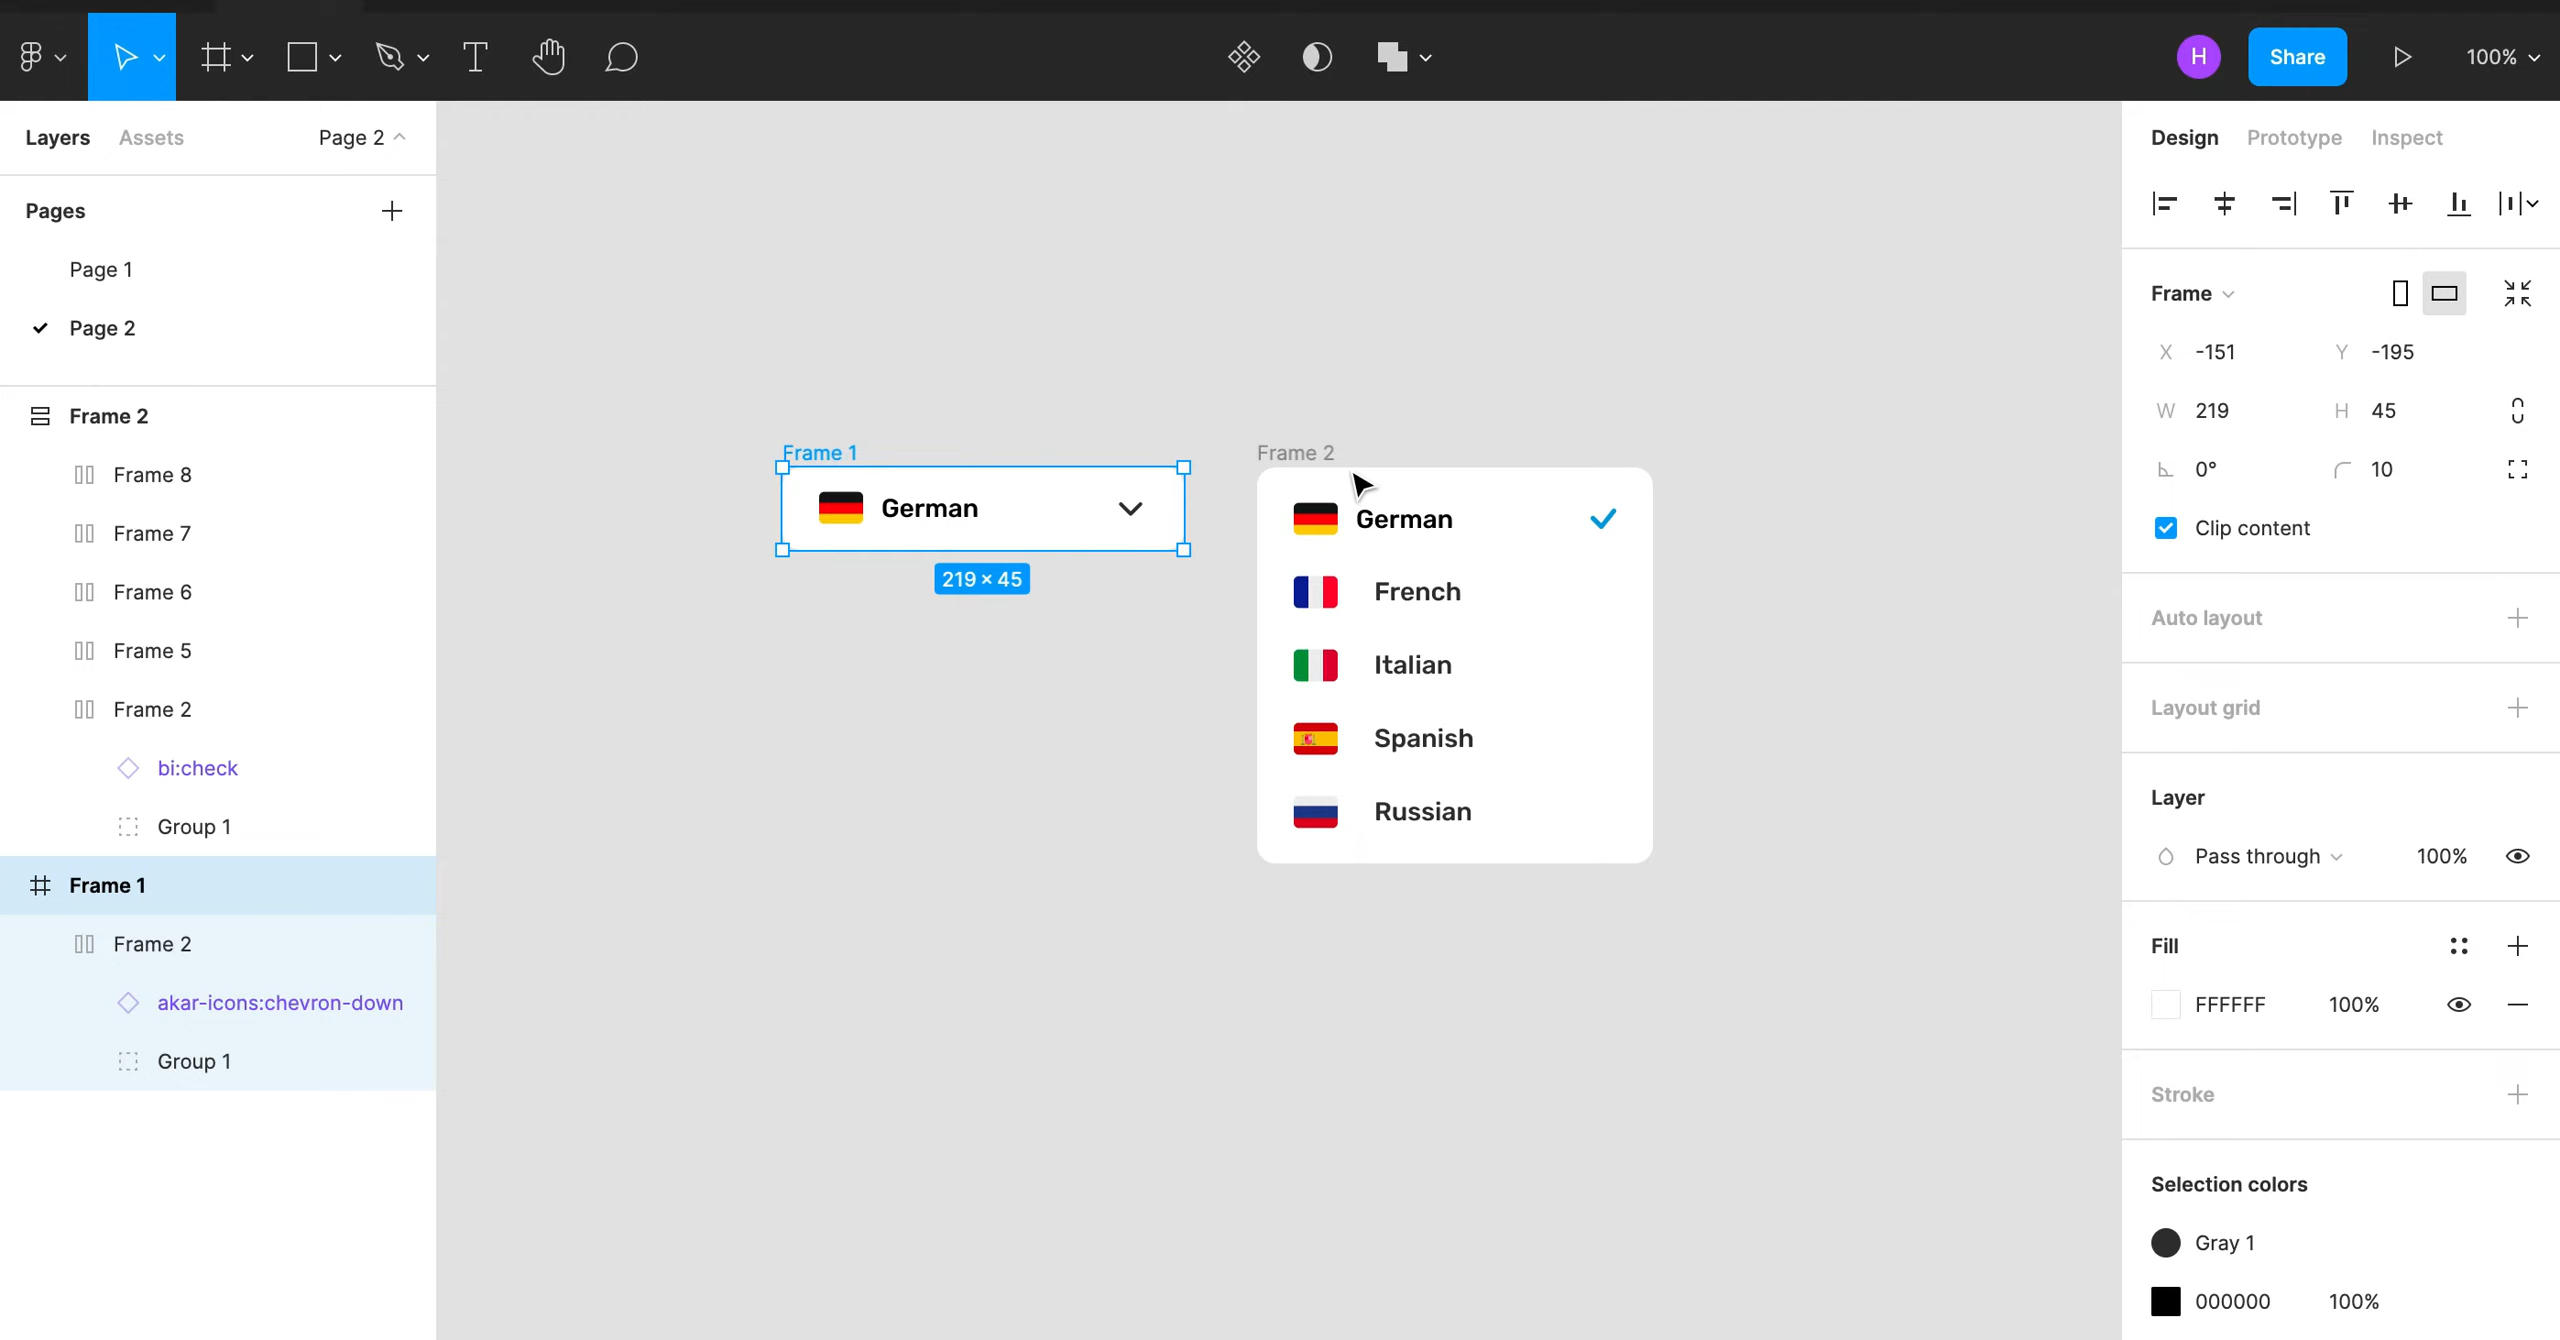 H
Share
100%
Layers
Assets
Page 2
Pages
Page 1
Page 2
Frame 2
Frame 8
Frame 7
Frame 6
Frame 5
Frame 2
bi:check
Group 1
Frame 1
Frame 2
akar-icons:chevron-down
Group 1
Frame 1
German
219 × 45
Frame 2
German
French
Italian
Spanish
Russian
Design
Prototype
Inspect
Frame
X -151 Y -195
W 219 H 45
0° 10
Clip content
Auto layout
Layout grid
Layer
Pass through 100%
Fill
FFFFFF 100%
Stroke
Selection colors
Gray 1
000000 100%